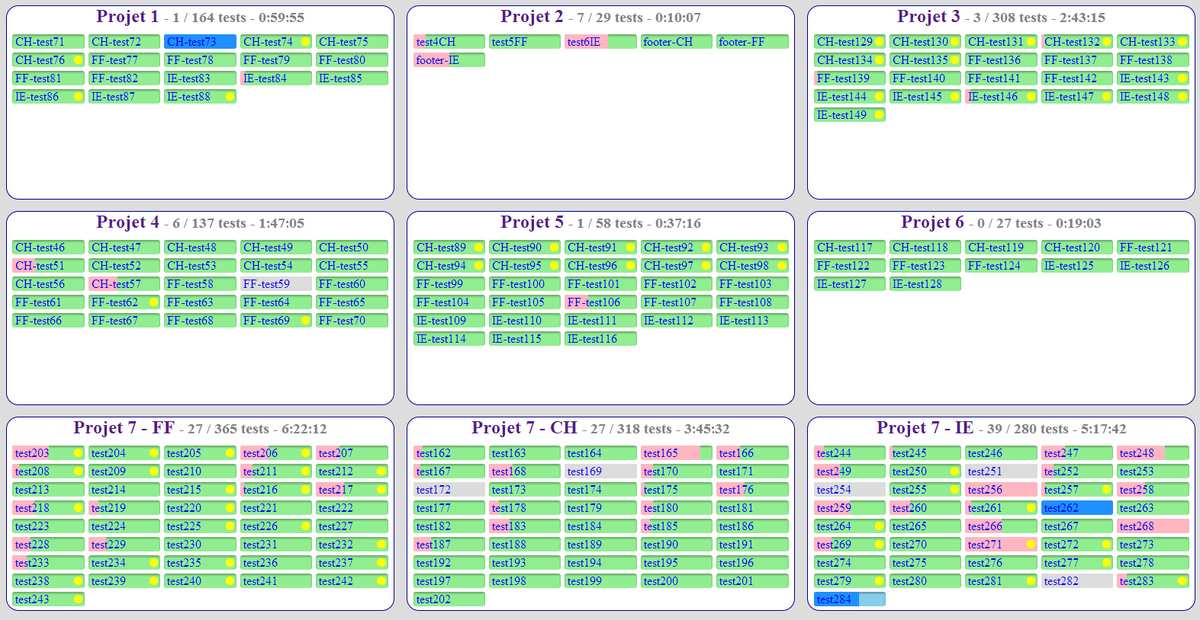 Projet 1 - 1 / 164 tests - 0:59:55
CH-test71 CH-test72 CH-test73 CH-test74 CH-test75
CH-test76 FF-test77 FF-test78 FF-test79 FF-test80
FF-test81 FF-test82 IE-test83 IE-test84 IE-test85
IE-test86 IE-test87 IE-test88
Projet 2 - 7 / 29 tests - 0:10:07
test4CH test5FF test6IE footer-CH footer-FF
footer-IE
Projet 3 - 3 / 308 tests - 2:43:15
CH-test129 CH-test130 CH-test131 CH-test132 CH-test133
CH-test134 CH-test135 FF-test136 FF-test137 FF-test138
FF-test139 FF-test140 FF-test141 FF-test142 IE-test143
IE-test144 IE-test145 IE-test146 IE-test147 IE-test148
IE-test149
Projet 4 - 6 / 137 tests - 1:47:05
CH-test46 CH-test47 CH-test48 CH-test49 CH-test50
CH-test51 CH-test52 CH-test53 CH-test54 CH-test55
CH-test56 CH-test57 FF-test58 FF-test59 FF-test60
FF-test61 FF-test62 FF-test63 FF-test64 FF-test65
FF-test66 FF-test67 FF-test68 FF-test69 FF-test70
Projet 5 - 1 / 58 tests - 0:37:16
CH-test89 CH-test90 CH-test91 CH-test92 CH-test93
CH-test94 CH-test95 CH-test96 CH-test97 CH-test98
FF-test99 FF-test100 FF-test101 FF-test102 FF-test103
FF-test104 FF-test105 FF-test106 FF-test107 FF-test108
IE-test109 IE-test110 IE-test111 IE-test112 IE-test113
IE-test114 IE-test115 IE-test116
Projet 6 - 0 / 27 tests - 0:19:03
CH-test117 CH-test118 CH-test119 CH-test120 FF-test121
FF-test122 FF-test123 FF-test124 IE-test125 IE-test126
IE-test127 IE-test128
Projet 7 - FF - 27 / 365 tests - 6:22:12
test203 test204 test205 test206 test207
test208 test209 test210 test211 test212
test213 test214 test215 test216 test217
test218 test219 test220 test221 test222
test223 test224 test225 test226 test227
test228 test229 test230 test231 test232
test233 test234 test235 test236 test237
test238 test239 test240 test241 test242
test243
Projet 7 - CH - 27 / 318 tests - 3:45:32
test162 test163 test164 test165 test166
test167 test168 test169 test170 test171
test172 test173 test174 test175 test176
test177 test178 test179 test180 test181
test182 test183 test184 test185 test186
test187 test188 test189 test190 test191
test192 test193 test194 test195 test196
test197 test198 test199 test200 test201
test202
Projet 7 - IE - 39 / 280 tests - 5:17:42
test244 test245 test246 test247 test248
test249 test250 test251 test252 test253
test254 test255 test256 test257 test258
test259 test260 test261 test262 test263
test264 test265 test266 test267 test268
test269 test270 test271 test272 test273
test274 test275 test276 test277 test278
test279 test280 test281 test282 test283
test284